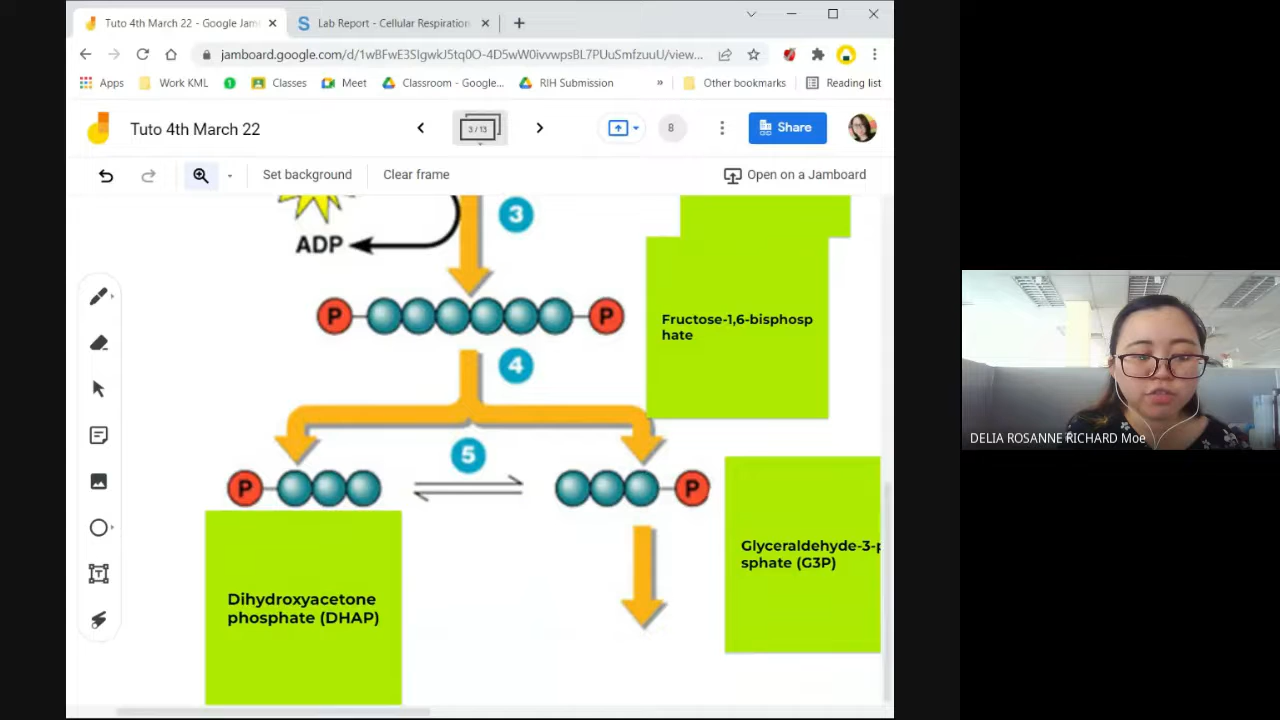 Tuto 4th March 22 - Google Jam
Lab Report - Cellular Respiration
jamboard.google.com/d/1wBFwE3SIgwkJ5tq0O-4D5wW0ivvwpsBL7PUuSmfzuuU/view...
Apps
Work KML
1
Classes
Meet
Classroom - Google...
RIH Submission
»
Other bookmarks
Reading list
Tuto 4th March 22
3 / 13
8
Share
Set background
Clear frame
Open on a Jamboard
3
ADP
P
P
Fructose-1,6-bisphosp
hate
4
5
P
P
Glyceraldehyde-3-p
sphate (G3P)
Dihydroxyacetone
phosphate (DHAP)
DELIA ROSANNE RICHARD Moe